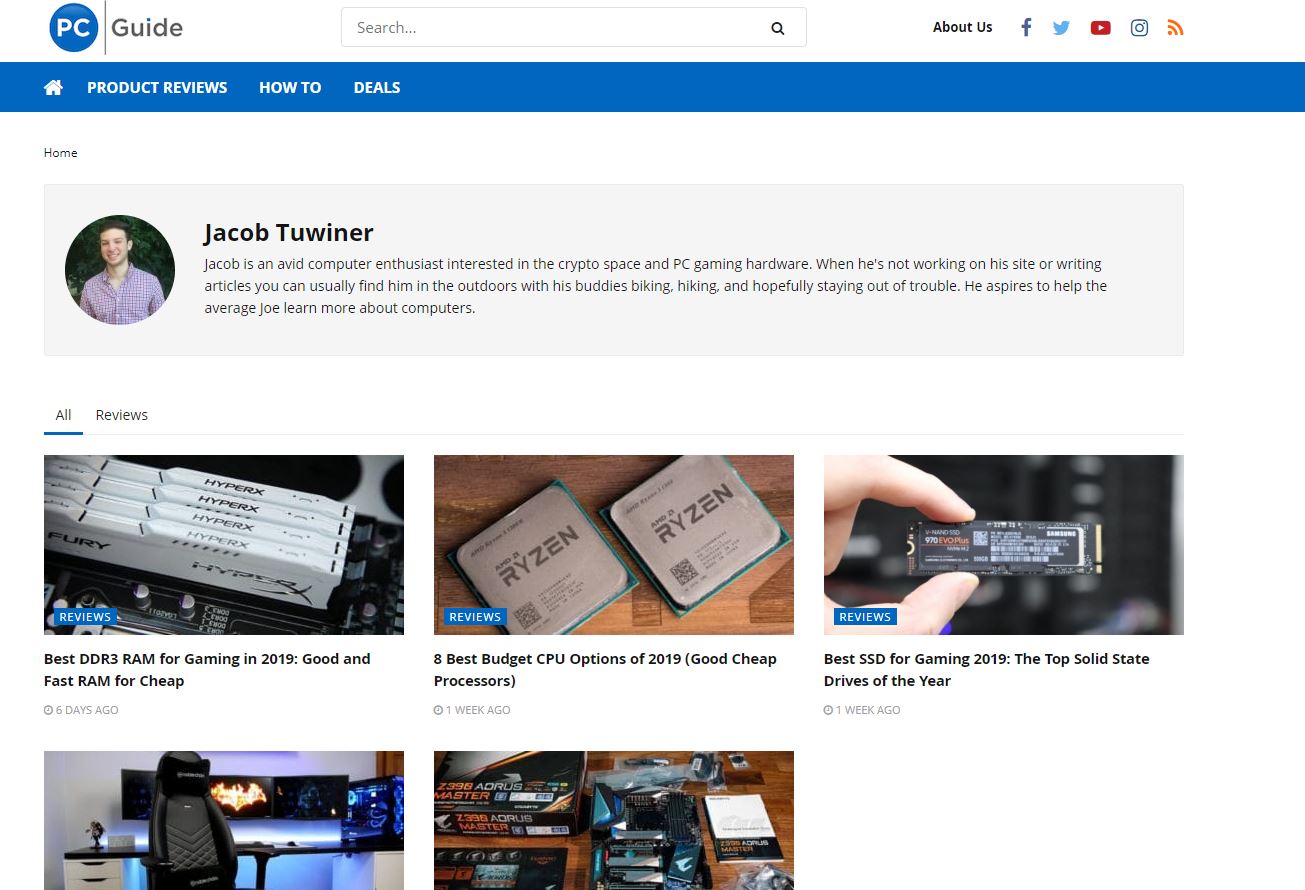 PC Guide
Search...
About Us
PRODUCT REVIEWS
HOW TO
DEALS
Home
Jacob Tuwiner
Jacob is an avid computer enthusiast interested in the crypto space and PC gaming hardware. When he's not working on his site or writing
articles you can usually find him in the outdoors with his buddies biking, hiking, and hopefully staying out of trouble. He aspires to help the
average Joe learn more about computers.
All
Reviews
HYPERX
HYPERX
HYPERX
HYPERX
FURY
HYPERX
REVIEWS
AMD
RYZEN
AMD
RYZEN
REVIEWS
V-NAND SSD
970 EVO Plus
NVMe M.2
SAMSUNG
REVIEWS
Best DDR3 RAM for Gaming in 2019: Good and
Fast RAM for Cheap
6 DAYS AGO
8 Best Budget CPU Options of 2019 (Good Cheap
Processors)
1 WEEK AGO
Best SSD for Gaming 2019: The Top Solid State
Drives of the Year
1 WEEK AGO
noblechairs
Z390 AORUS
MASTER
Z390 AORUS
MASTER
Z390 AORUS
MASTER